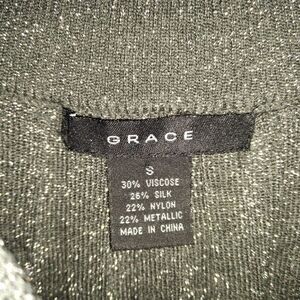 GRACE
S
30% VISCOSE
26% SILK
22% NYLON
22% METALLIC
MADE IN CHINA